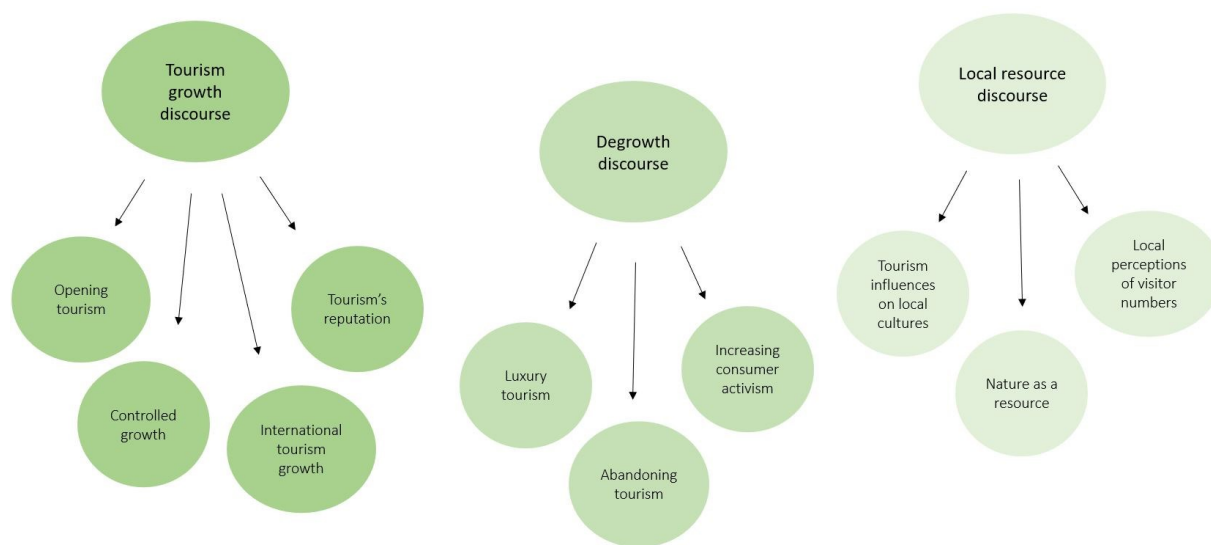 Tourism
growth
discourse
Opening
tourism
Controlled
growth
International
tourism
growth
Tourism’s
reputation
Degrowth
discourse
Luxury
tourism
Abandoning
tourism
Increasing
consumer
activism
Local resource
discourse
Tourism
influences
on local
cultures
Nature as a
resource
Local
perceptions
of visitor
numbers